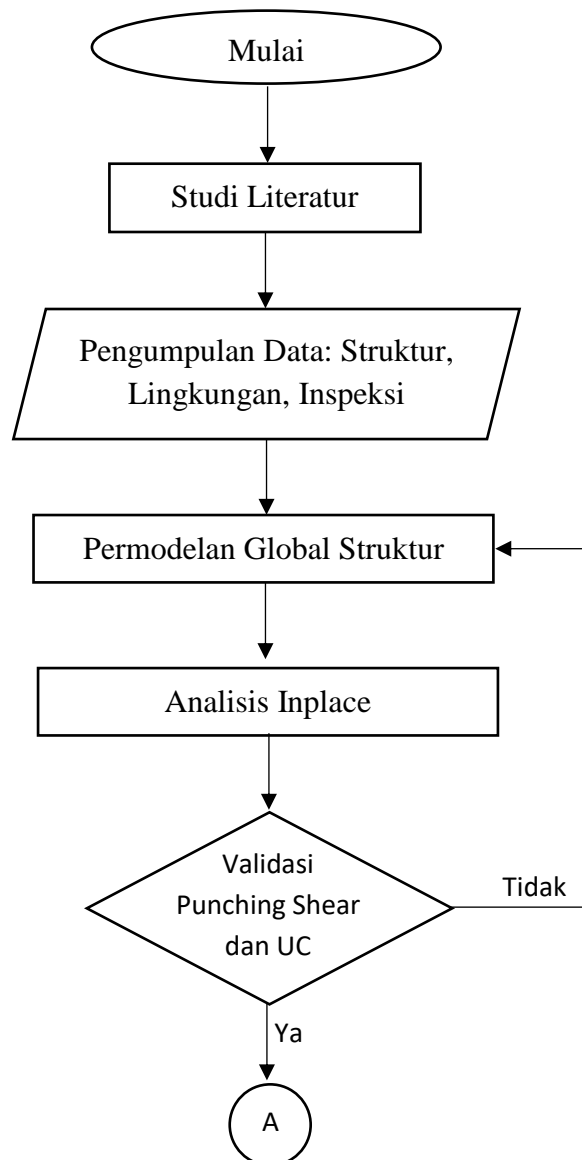 Mulai
Studi Literatur
Pengumpulan Data: Struktur,
Lingkungan, Inspeksi
Permodelan Global Struktur
Analisis Inplace
Validasi
Punching Shear
dan UC
Tidak
Ya
A